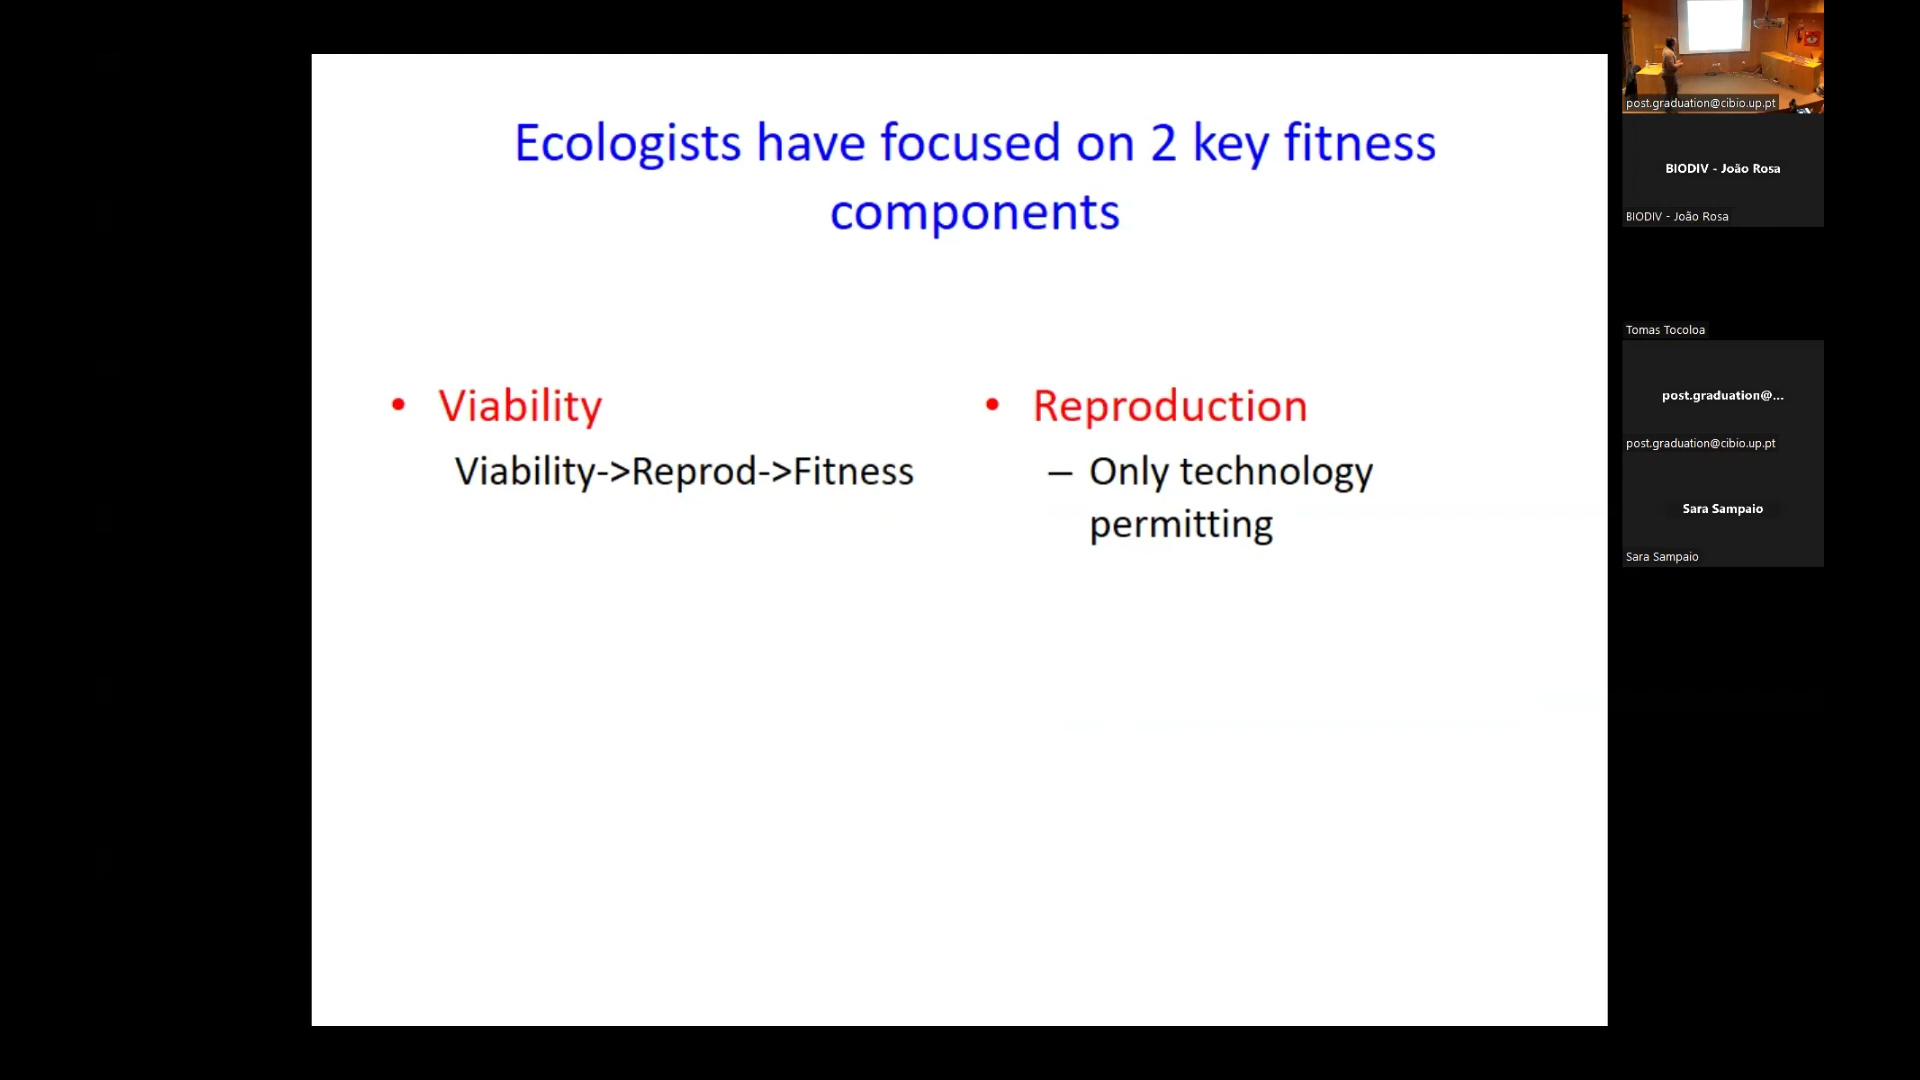 Ecologists have focused on 2 key fitness
components
• Viability
Viability->Reprod->Fitness
• Reproduction
– Only technology
permitting
post.graduation@cibio.up.pt
BIODIV - João Rosa
BIODIV - João Rosa
Tomas Tocoloa
post.graduation@...
post.graduation@cibio.up.pt
Sara Sampaio
Sara Sampaio